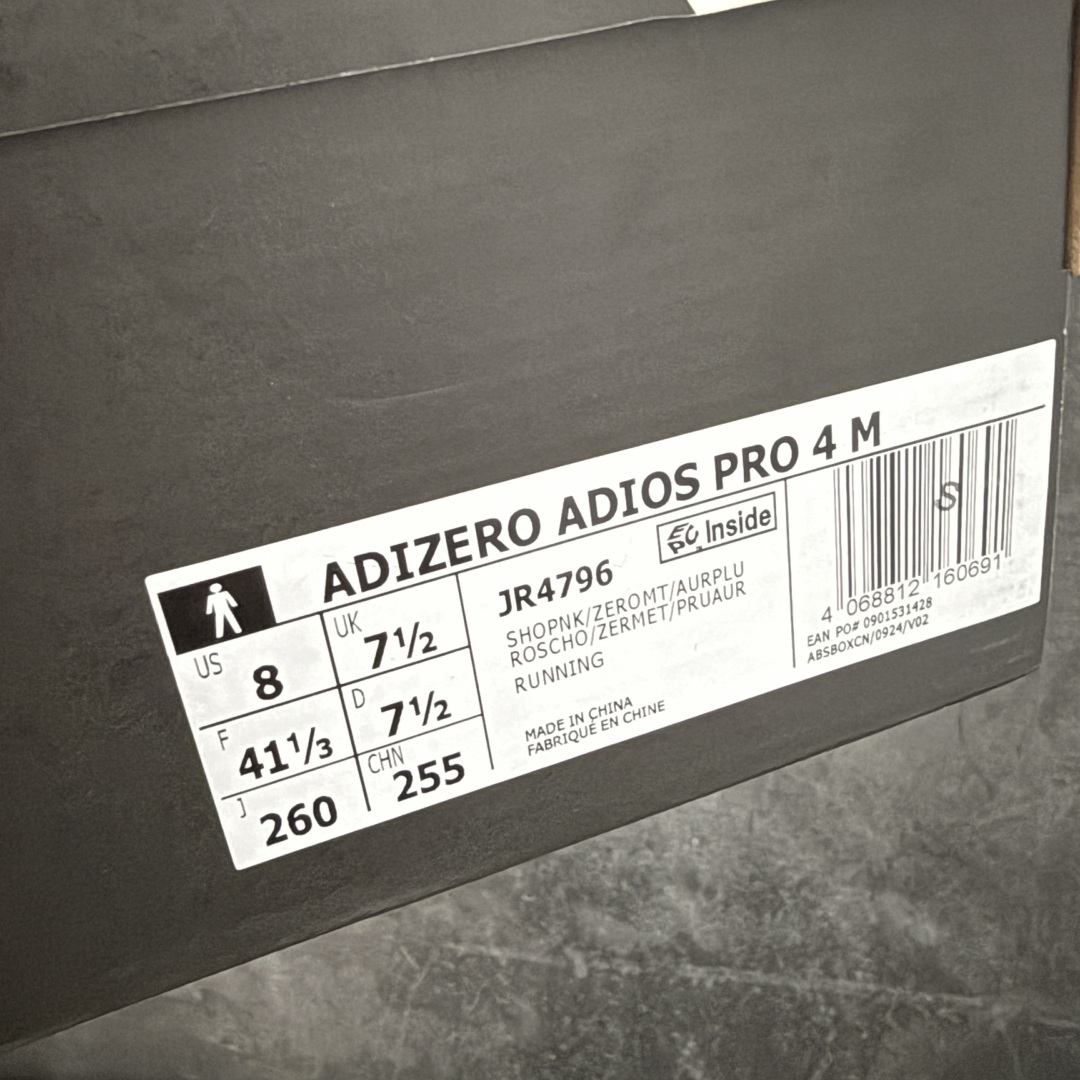 ADIZERO ADIOS PRO 4 M
US 8
UK 7½
F 41⅓
D 7½
J 260
CHN 255
JR4796
EPC Inside
SHOPNK/ZEROMT/AURPLU
ROSCHO/ZERMET/PRUAUR
RUNNING
MADE IN CHINA
FABRIQUÉ EN CHINE
S
4 068812 160691
EAN PO# 0901531428
ABSBOXCN/0924/V02